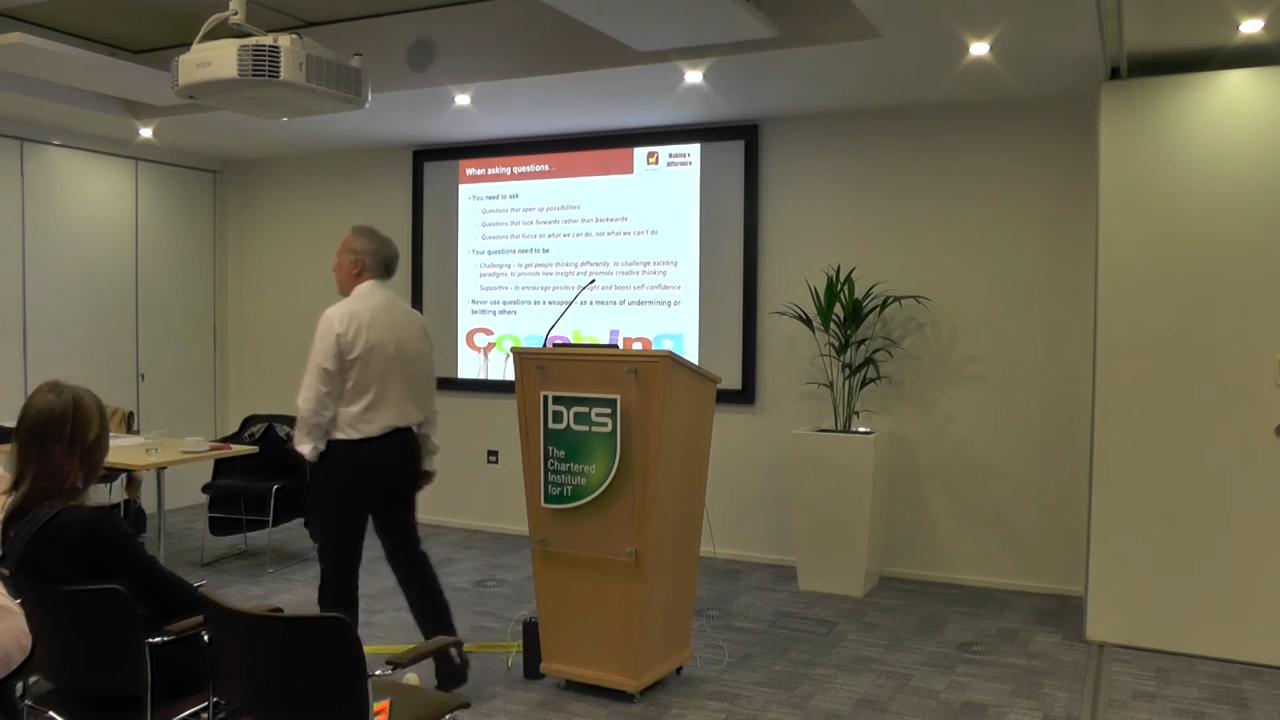 EPSON
When asking questions…
Making a
difference
• You need to ask:
- Questions that open up possibilities
- Questions that look forwards rather than backwards
- Questions that focus on what we can do, not what we can't do
• Your questions need to be
- Challenging – to get people thinking differently, to challenge existing
paradigms, to promote new insight and promote creative thinking
- Supportive – to encourage positive thought and boost self confidence
• Never use questions as a weapon – as a means of undermining or
belittling others
Coaching
bcs
The
Chartered
Institute
for IT